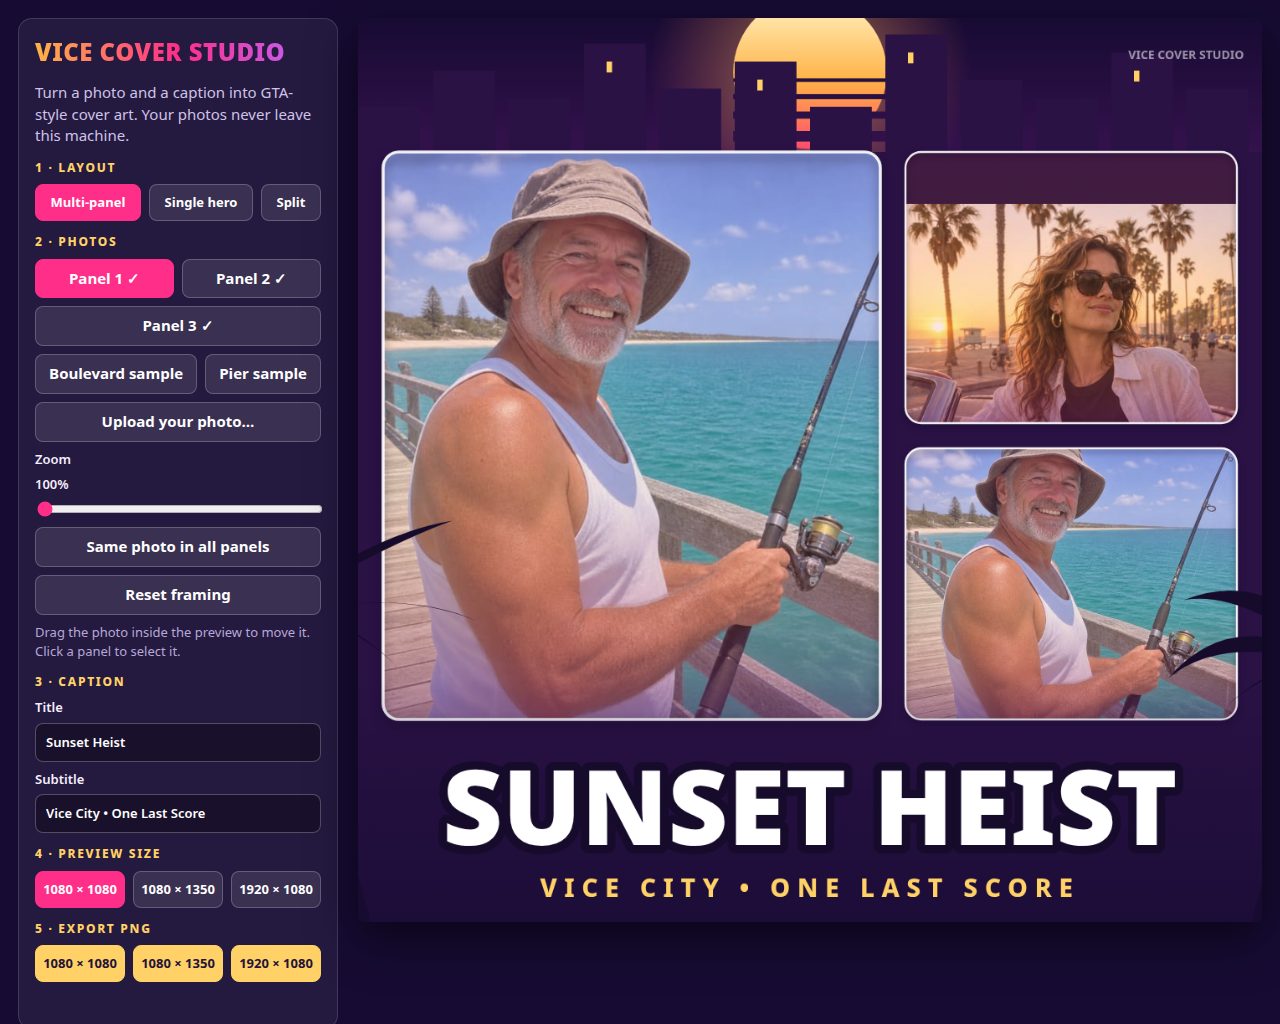 VICE COVER STUDIO
Turn a photo and a caption into GTA-
style cover art. Your photos never leave
this machine.
1 · LAYOUT
Multi-panel
Single hero
Split
2 · PHOTOS
Panel 1 ✓
Panel 2 ✓
Panel 3 ✓
Boulevard sample
Pier sample
Upload your photo...
Zoom
100%
Same photo in all panels
Reset framing
Drag the photo inside the preview to move it.
Click a panel to select it.
3 · CAPTION
Title
Sunset Heist
Subtitle
Vice City • One Last Score
4 · PREVIEW SIZE
1080 × 1080
1080 × 1350
1920 × 1080
5 · EXPORT PNG
1080 × 1080
1080 × 1350
1920 × 1080
VICE COVER STUDIO
SUNSET HEIST
VICE CITY • ONE LAST SCORE